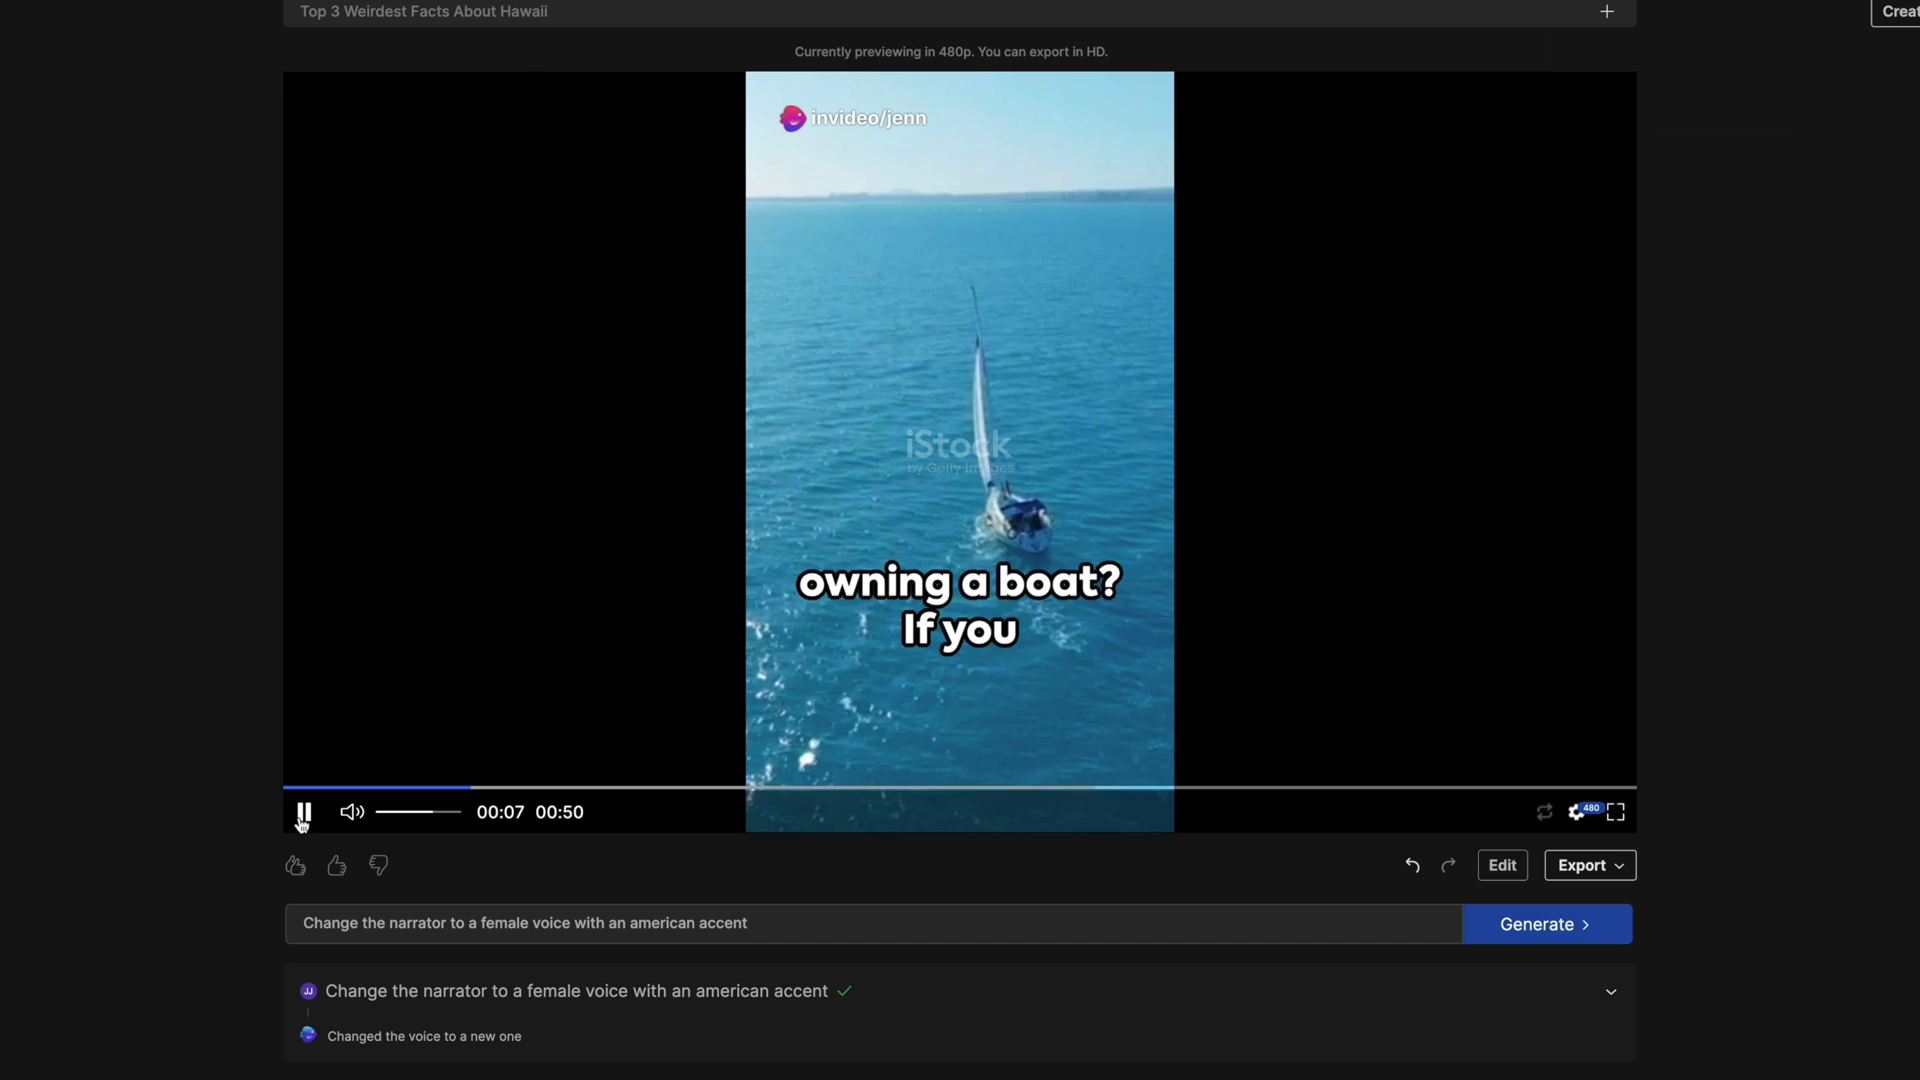 Top 3 Weirdest Facts About Hawaii
Currently previewing in 480p. You can export in HD.
invideo/jenn
iStock
by Getty Images
owning a boat?
If you
00:07 00:50
480
Edit
Export
Change the narrator to a female voice with an american accent
Generate
JJ Change the narrator to a female voice with an american accent
Changed the voice to a new one